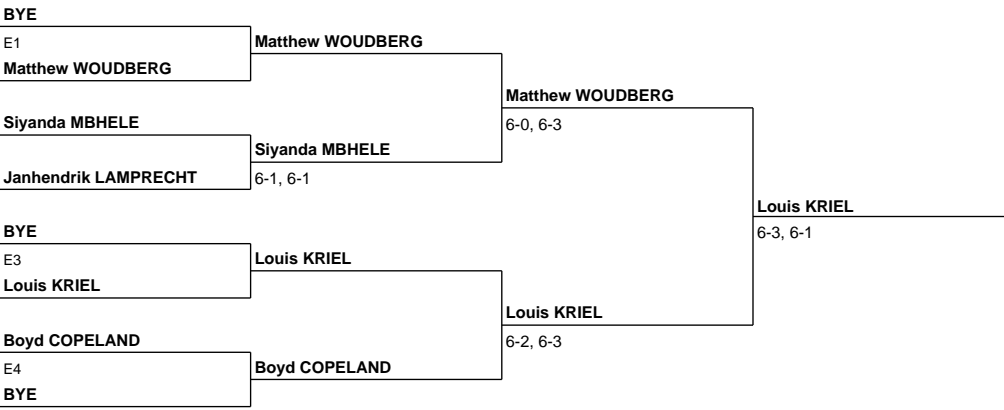 BYE
E1
Matthew WOUDBERG
Siyanda MBHELE
Janhendrik LAMPRECHT
BYE
E3
Louis KRIEL
Boyd COPELAND
E4
BYE
Matthew WOUDBERG
Siyanda MBHELE
6-1, 6-1
Louis KRIEL
Boyd COPELAND
Matthew WOUDBERG
6-0, 6-3
Louis KRIEL
6-2, 6-3
Louis KRIEL
6-3, 6-1